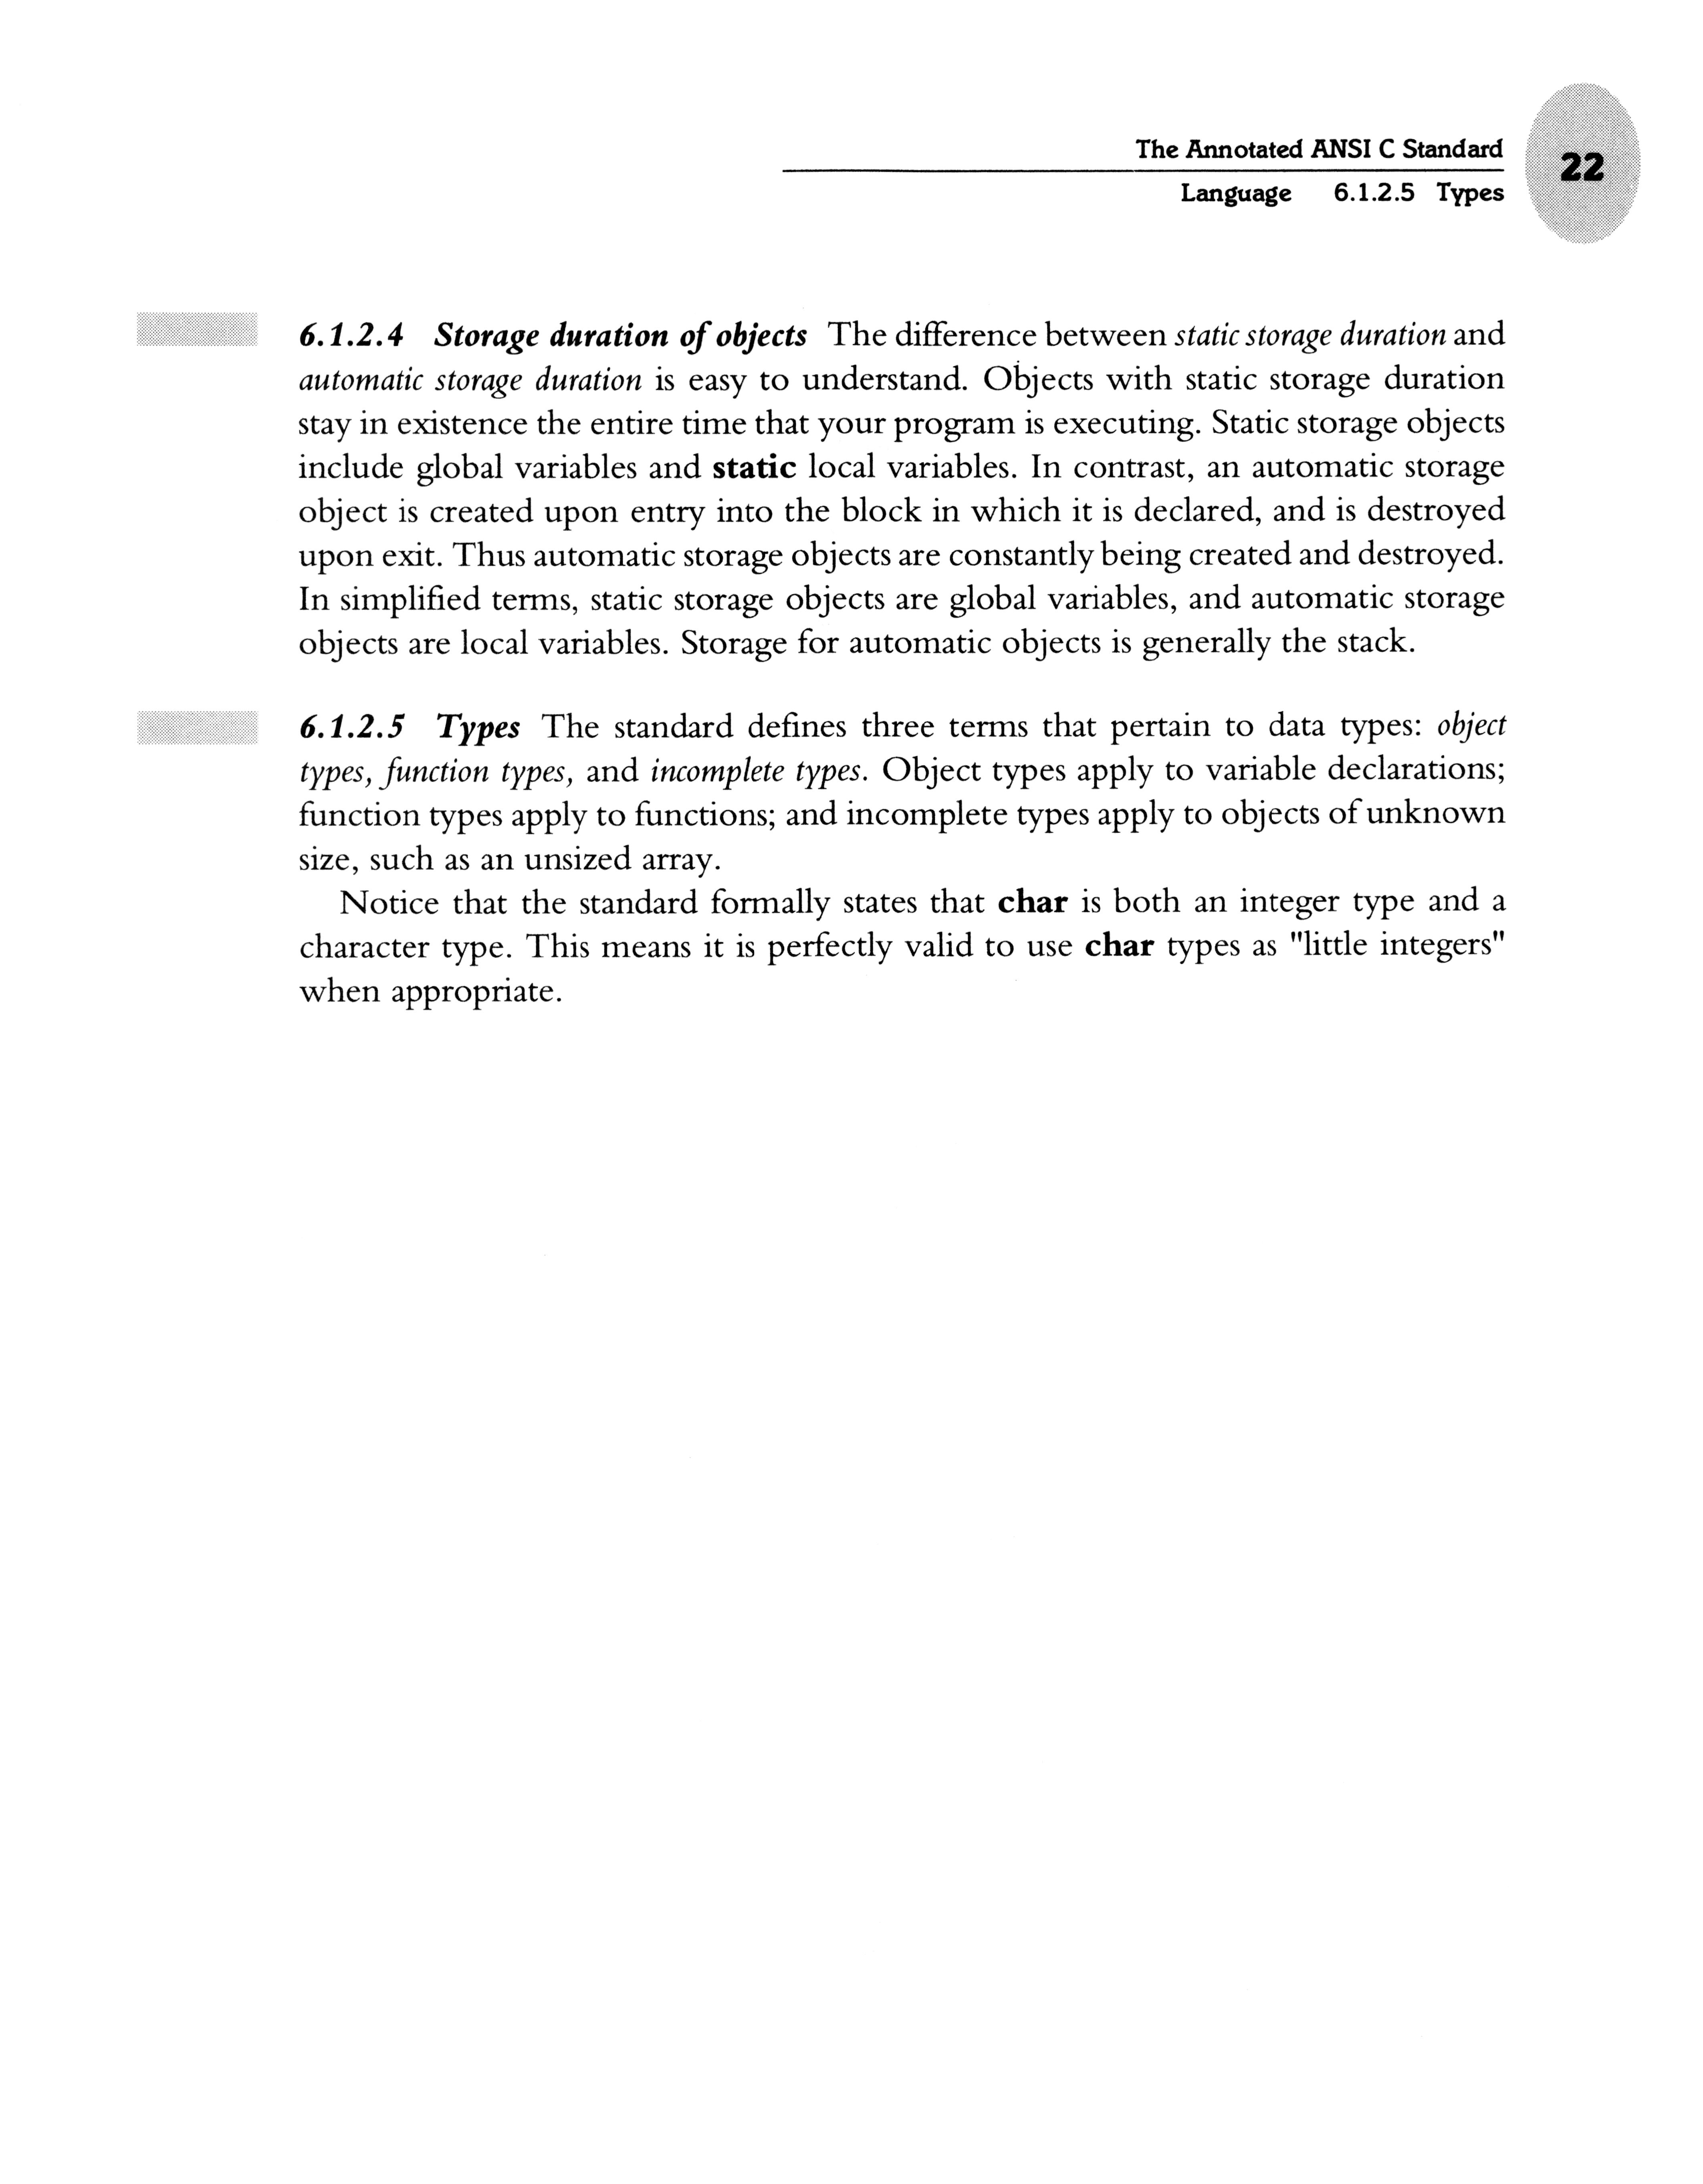 The Annotated ANSI C Standard
22
Language 6.1.2.5 Types
6.1.2.4 Storage duration of objects The difference between static storage duration and
automatic storage duration is easy to understand. Objects with static storage duration
stay in existence the entire time that your program is executing. Static storage objects
include global variables and static local variables. In contrast, an automatic storage
object is created upon entry into the block in which it is declared, and is destroyed
upon exit. Thus automatic storage objects are constantly being created and destroyed.
In simplified terms, static storage objects are global variables, and automatic storage
objects are local variables. Storage for automatic objects is generally the stack.
6.1.2.5 Types The standard defines three terms that pertain to data types: object
types, function types, and incomplete types. Object types apply to variable declarations;
function types apply to functions; and incomplete types apply to objects of unknown
size, such as an unsized array.
Notice that the standard formally states that char is both an integer type and a
character type. This means it is perfectly valid to use char types as "little integers"
when appropriate.